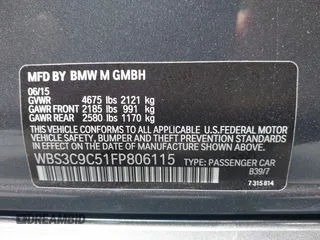 MFD BY BMW M GMBH
06/15
GVWR 4675 lbs 2121 kg
GAWR FRONT 2185 lbs 991 kg
GAWR REAR 2580 lbs 1170 kg
THIS VEHICLE CONFORMS TO ALL APPLICABLE U.S. FEDERAL MOTOR
VEHICLE SAFETY, BUMPER AND THEFT PREVENTION STANDARDS
IN EFFECT ON THE DATE OF MANUFACTURE SHOWN ABOVE.
WBS3C9C51FP806115 TYPE: PASSENGER CAR
B39/7
7 315 814
DREAMBID